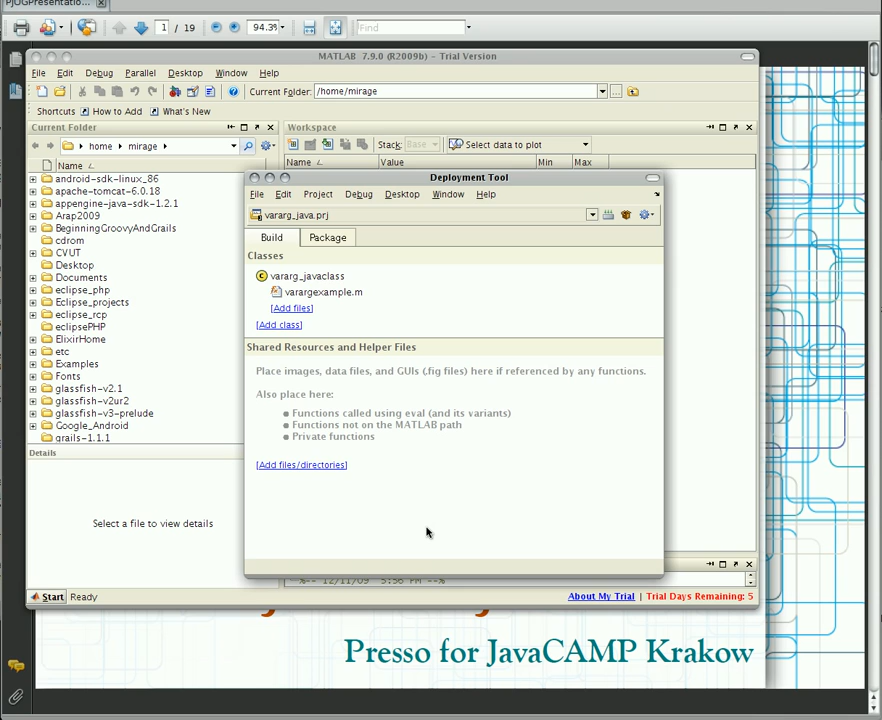 PJUGPresentatio...
1 / 19
94.3%
Find
MATLAB 7.9.0 (R2009b) - Trial Version
File Edit Debug Parallel Desktop Window Help
Current Folder: /home/mirage
Shortcuts How to Add What's New
Current Folder
Workspace
home mirage
Stack: Base
Select data to plot
Name
Name Value Min Max
android-sdk-linux_86
apache-tomcat-6.0.18
appengine-java-sdk-1.2.1
Arap2009
BeginningGroovyAndGrails
cdrom
CVUT
Desktop
Documents
eclipse_php
Eclipse_projects
eclipse_rcp
eclipsePHP
ElixirHome
etc
Examples
Fonts
glassfish-v2.1
glassfish-v2ur2
glassfish-v3-prelude
Google_Android
grails-1.1.1
Details
Select a file to view details
Deployment Tool
File Edit Project Debug Desktop Window Help
vararg_java.prj
Build Package
Classes
vararg_javaclass
varargexample.m
[Add files]
[Add class]
Shared Resources and Helper Files
Place images, data files, and GUIs (.fig files) here if referenced by any functions.
Also place here:
Functions called using eval (and its variants)
Functions not on the MATLAB path
Private functions
[Add files/directories]
%-- 12/11/09 5:56 PM --%
Start Ready
About My Trial | Trial Days Remaining: 5
Presso for JavaCAMP Krakow